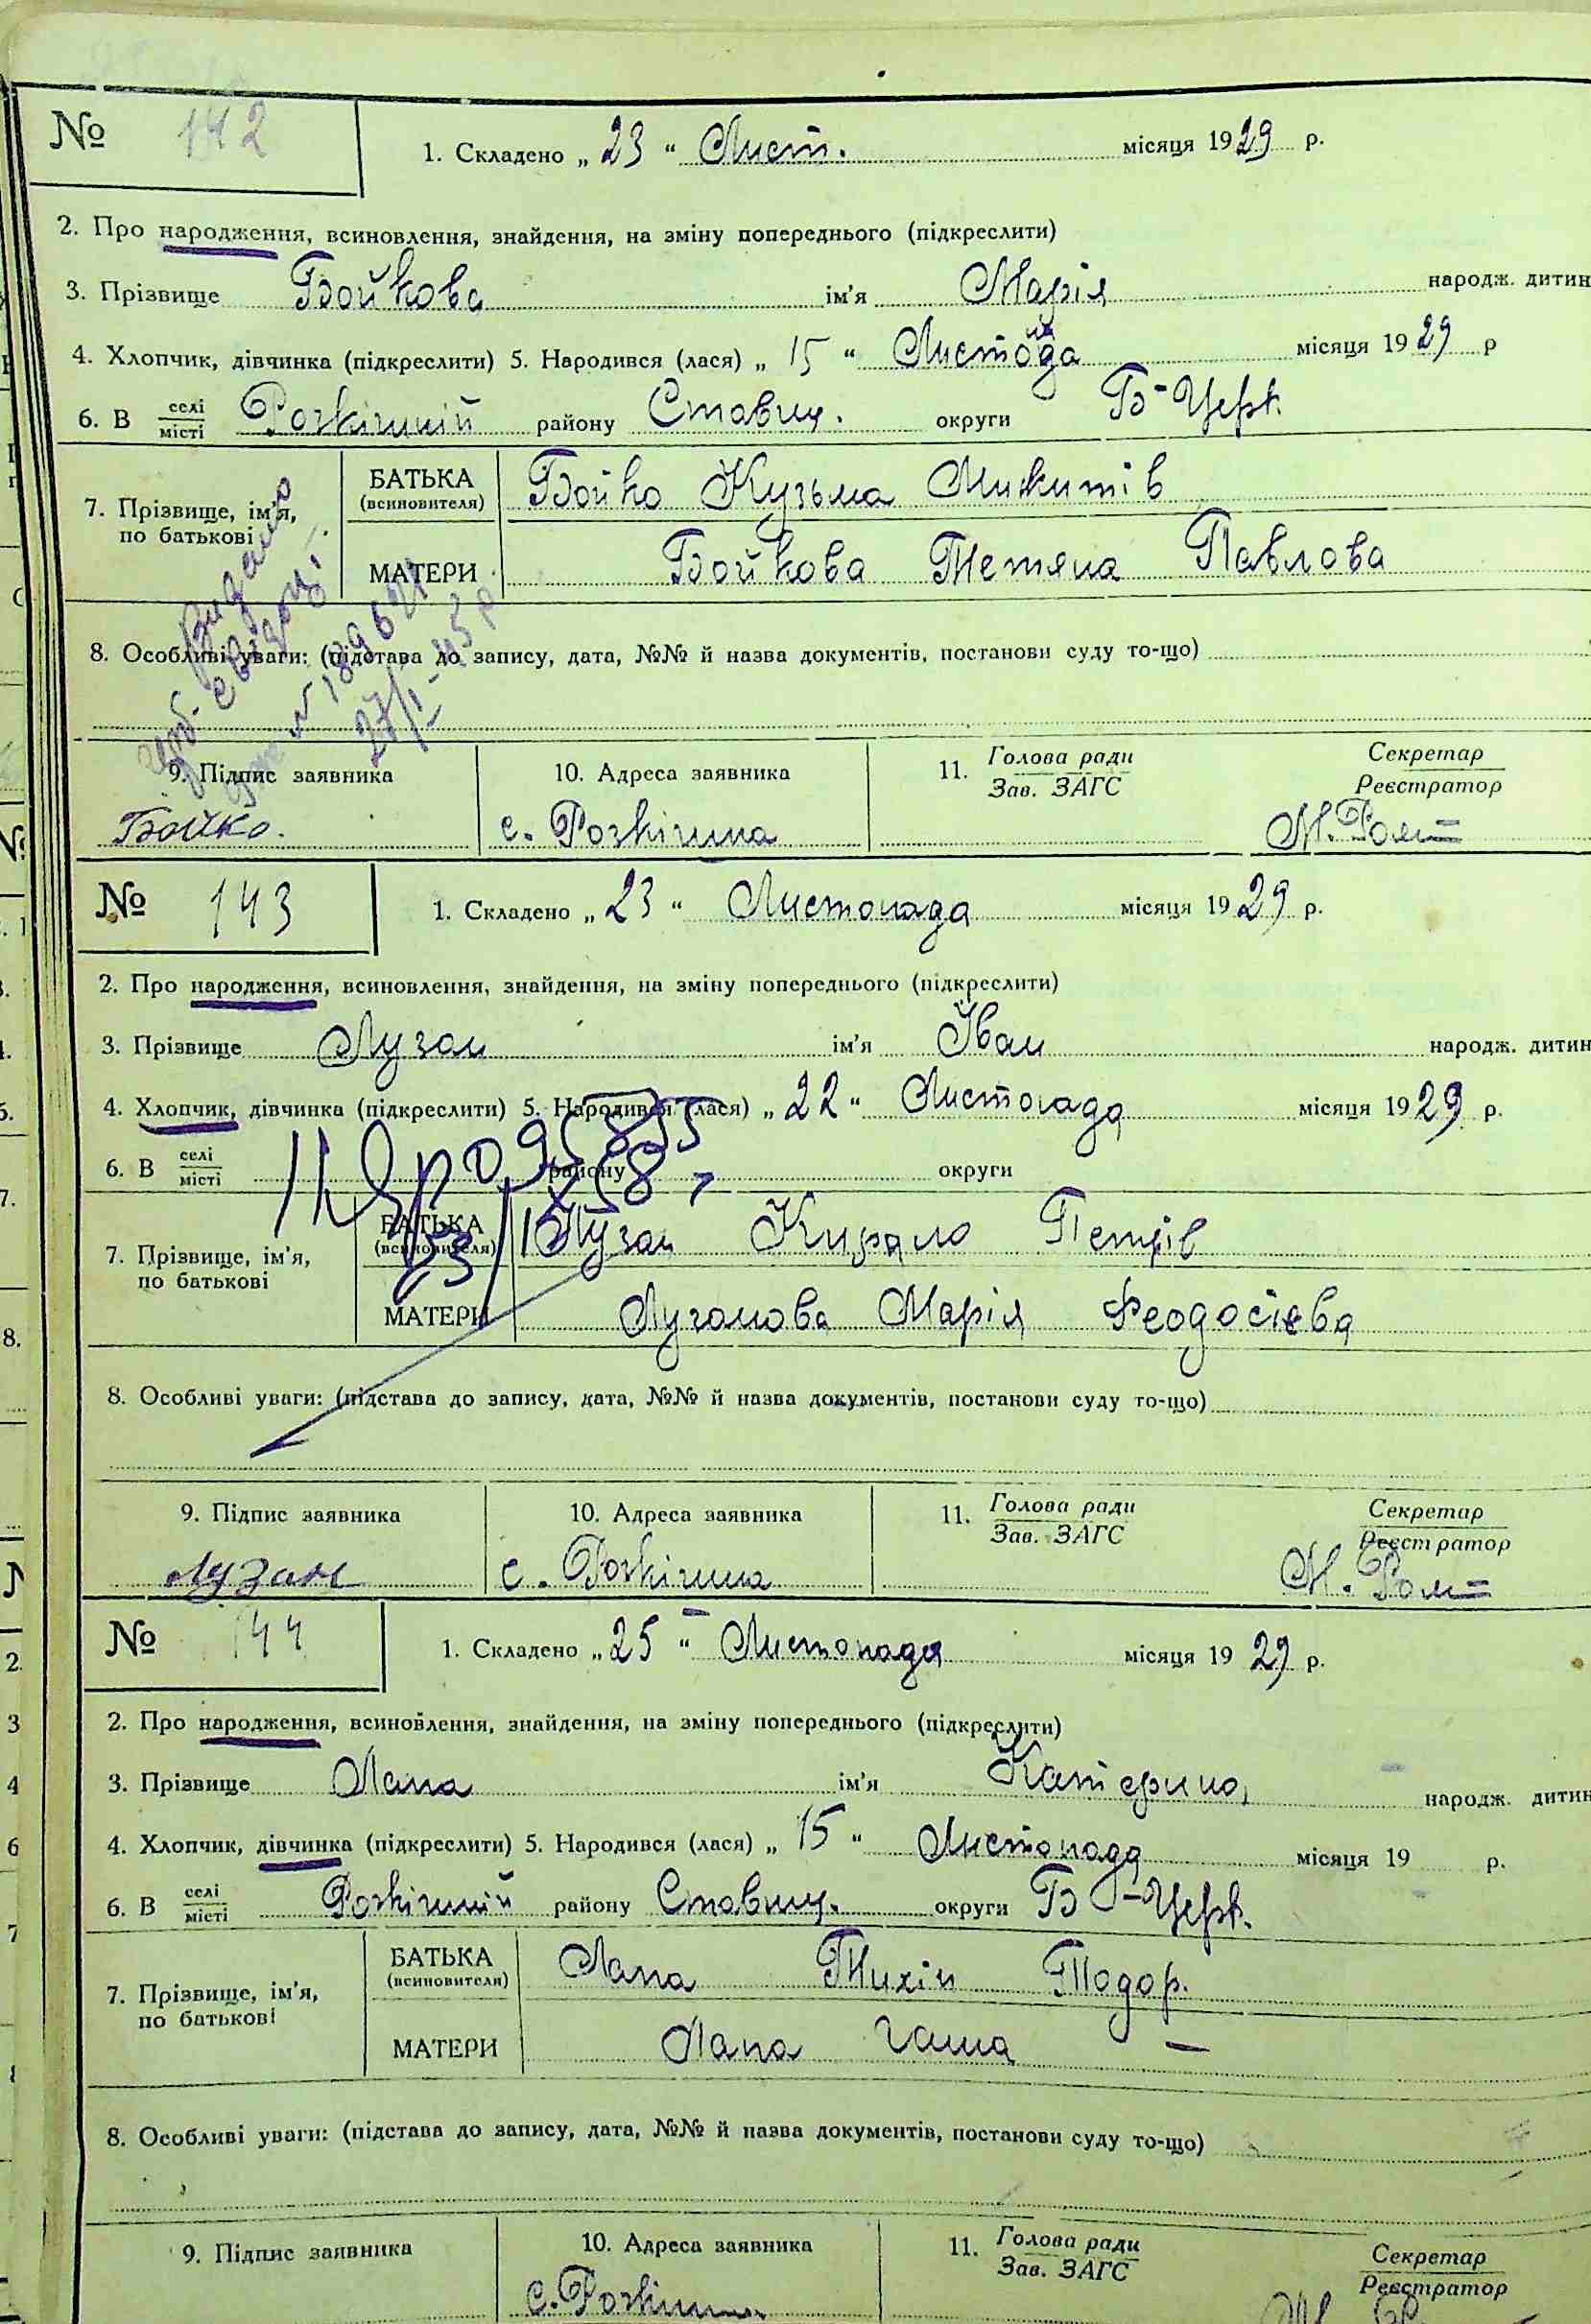 № 142
1. Складено „ 23 “ Лист. місяця 1929 р.
2. Про народження, всиновлення, знайдення, на зміну попереднього (підкреслити)
3. Прізвище Бойкова ім'я Марія народж. дитин
4. Хлопчик, дівчинка (підкреслити) 5. Народився (лася) „ 15 “ місяця 1929 р
6. В селі місті Розкішній району Ставищ. округи Б-Церк.
7. Прізвище, ім'я, по батькові
БАТЬКА (всиновителя) Бойко Кузьма Микитів
МАТЕРИ Бойкова Тетяна Павлова
видано
27/I-45р
8. Особливі уваги: (підстава до запису, дата, №№ й назва документів, постанови суду то-що)
9. Підпис заявника 10. Адреса заявника 11. Голова ради Зав. ЗАГС Секретар Реєстратор
Бойко. с. Розкішна
№ 143
1. Складено „ 23 “ Листопада місяця 1929 р.
2. Про народження, всиновлення, знайдення, на зміну попереднього (підкреслити)
3. Прізвище Лузан ім'я Іван народж. дитин
4. Хлопчик, дівчинка (підкреслити) 5. Народився (лася) „ 22 “ Листопада місяця 1929 р.
6. В селі місті району округи
7. Прізвище, ім'я, по батькові
БАТЬКА (всиновителя) Лузан Кирило Петрів
МАТЕРИ Лузанова Марія Феодосієва
8. Особливі уваги: (підстава до запису, дата, №№ й назва документів, постанови суду то-що)
9. Підпис заявника 10. Адреса заявника 11. Голова ради Зав. ЗАГС Секретар Реєстратор
Лузан с. Розкішна
№ 144
1. Складено „ 25 “ Листопада місяця 1929 р.
2. Про народження, всиновлення, знайдення, на зміну попереднього (підкреслити)
3. Прізвище Лапа ім'я Катерина народж. дитин
4. Хлопчик, дівчинка (підкреслити) 5. Народився (лася) „ 15 “ Листопада місяця 19 р.
6. В селі місті Розкішній району Ставищ. округи Б-Церк.
7. Прізвище, ім'я, по батькові
БАТЬКА (всиновителя) Лапа Тихін Тодор.
МАТЕРИ Лапа Ганна —
8. Особливі уваги: (підстава до запису, дата, №№ й назва документів, постанови суду то-що)
9. Підпис заявника 10. Адреса заявника 11. Голова ради Зав. ЗАГС Секретар Реєстратор
с. Розкішна